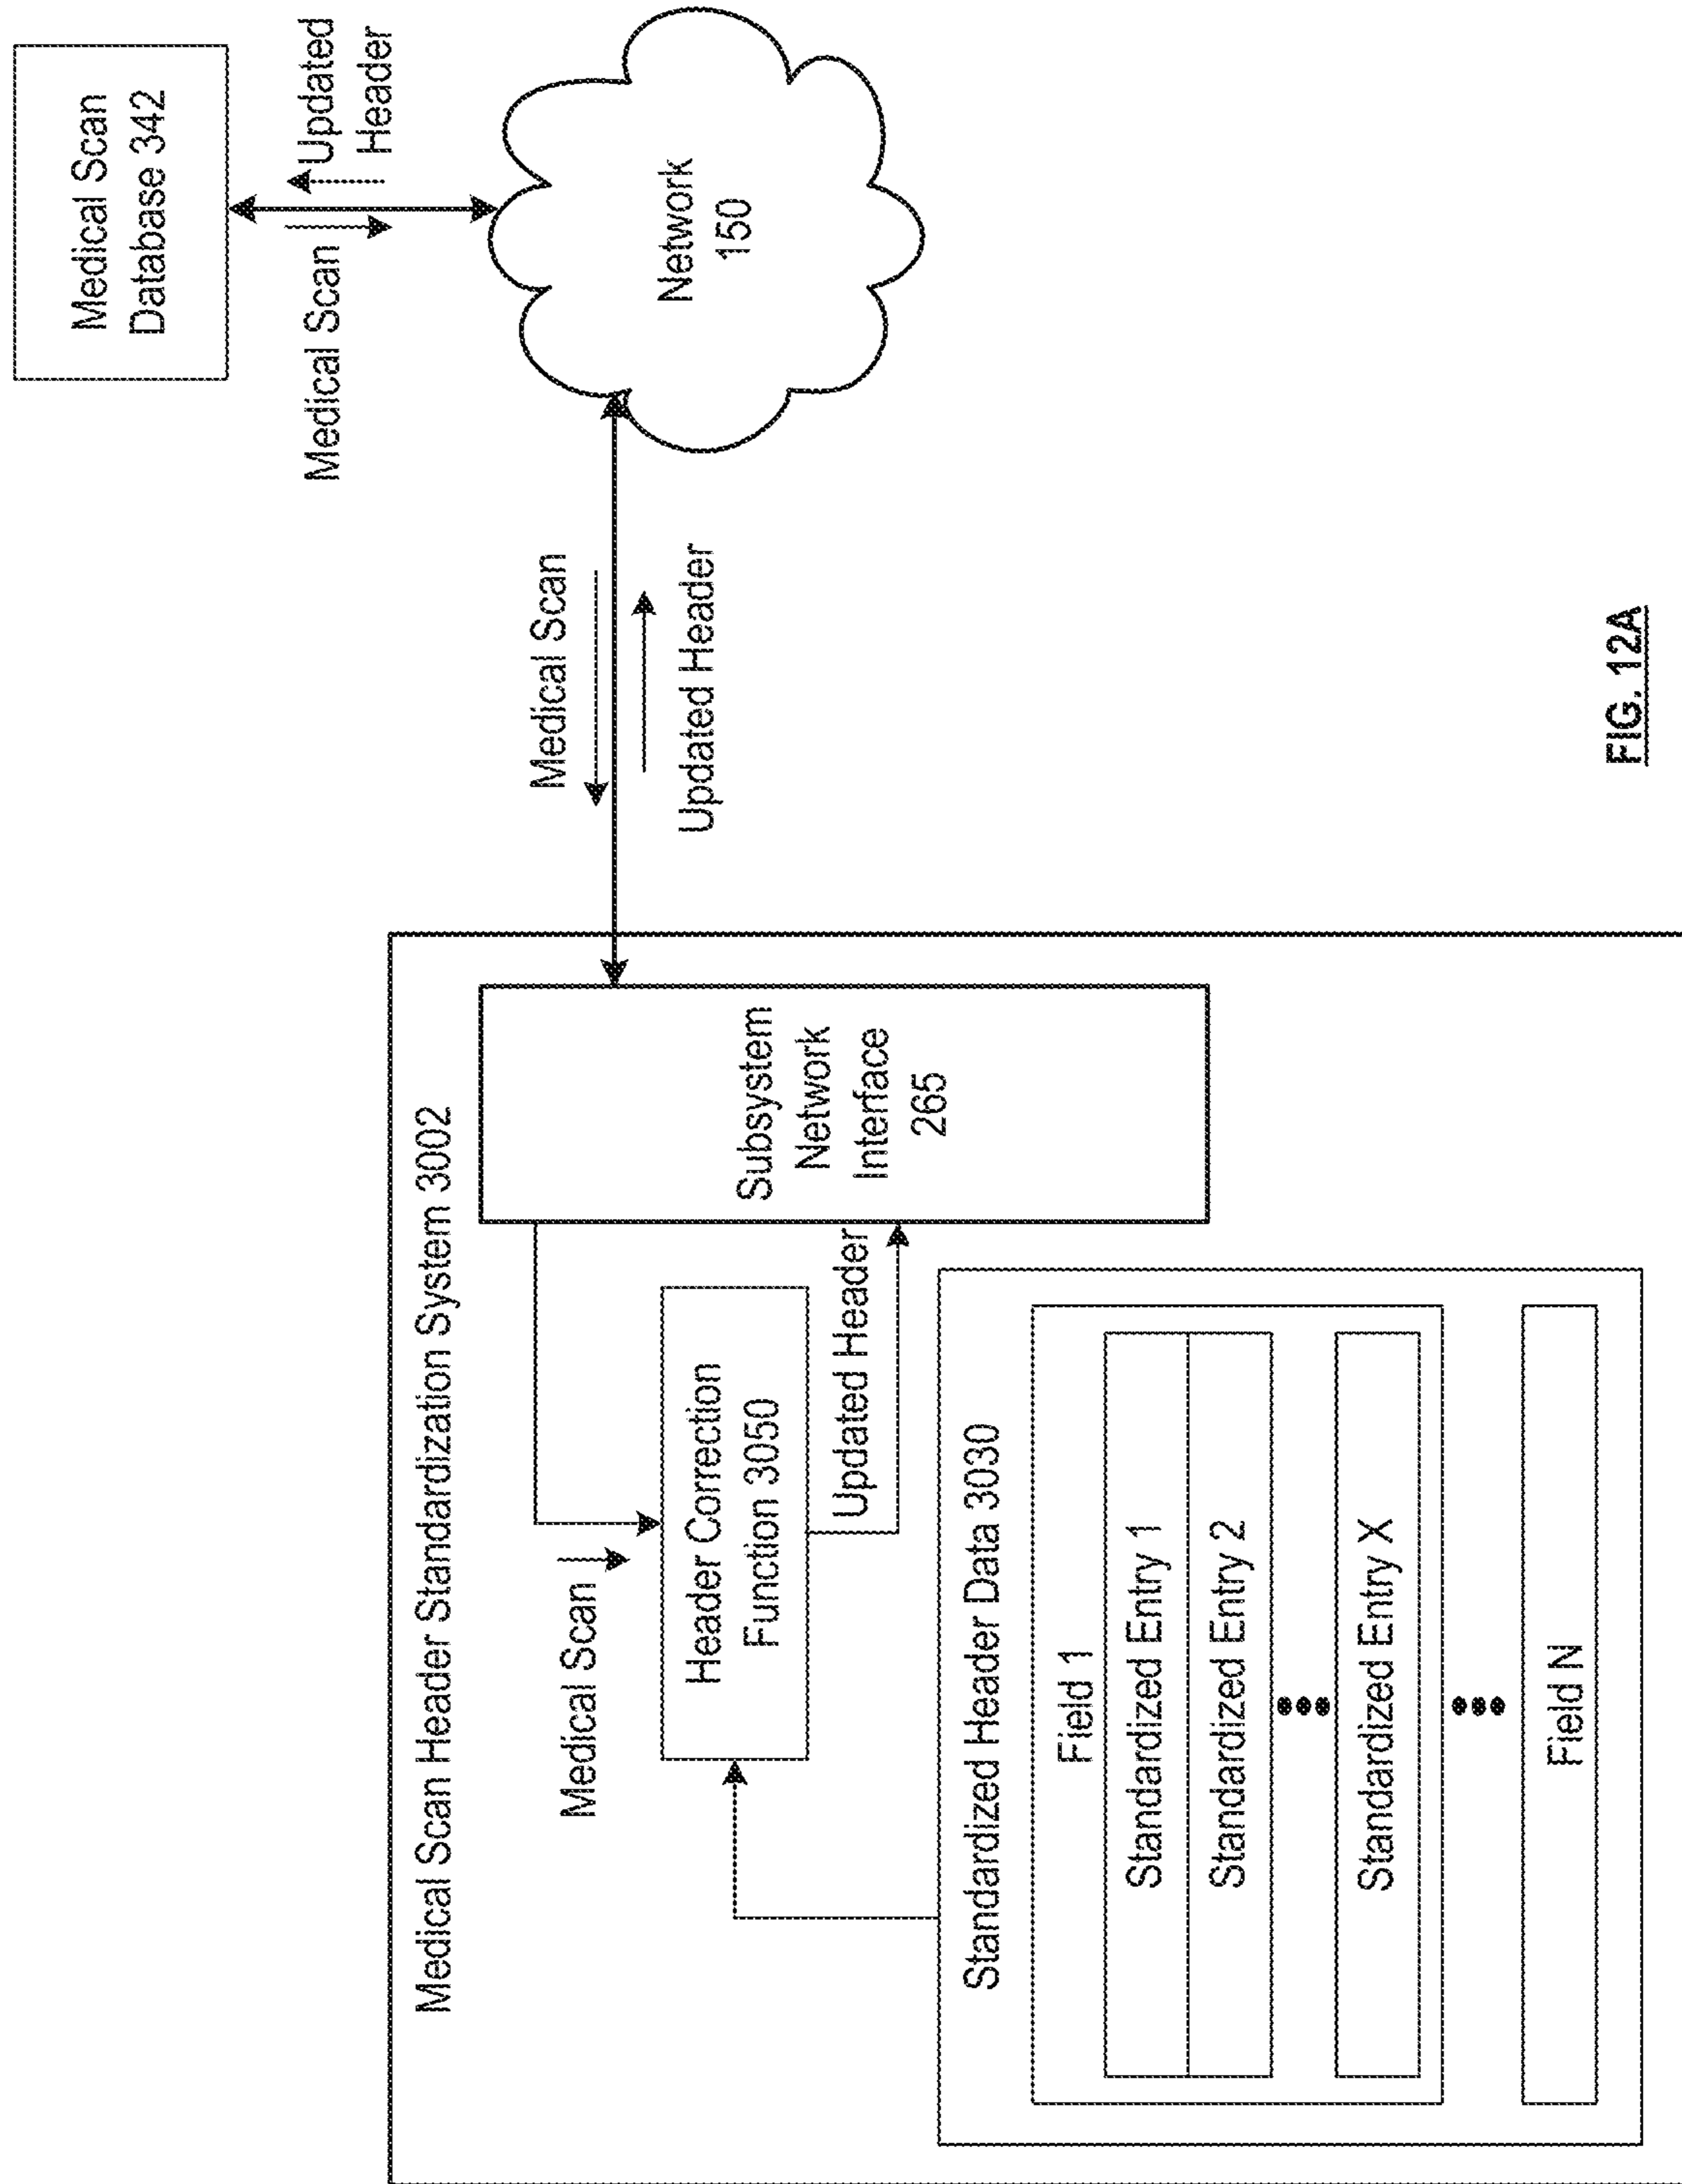 Medical Scan
Database 342
Medical Scan
Updated
Header
Network
150
Medical Scan
Updated Header
Medical Scan Header Standardization System 3002
Subsystem
Network
Interface
265
Medical Scan
Header Correction
Function 3050
Updated Header
Standardized Header Data 3030
Field 1
Standardized Entry 1
Standardized Entry 2
Standardized Entry X
Field N
FIG. 12A